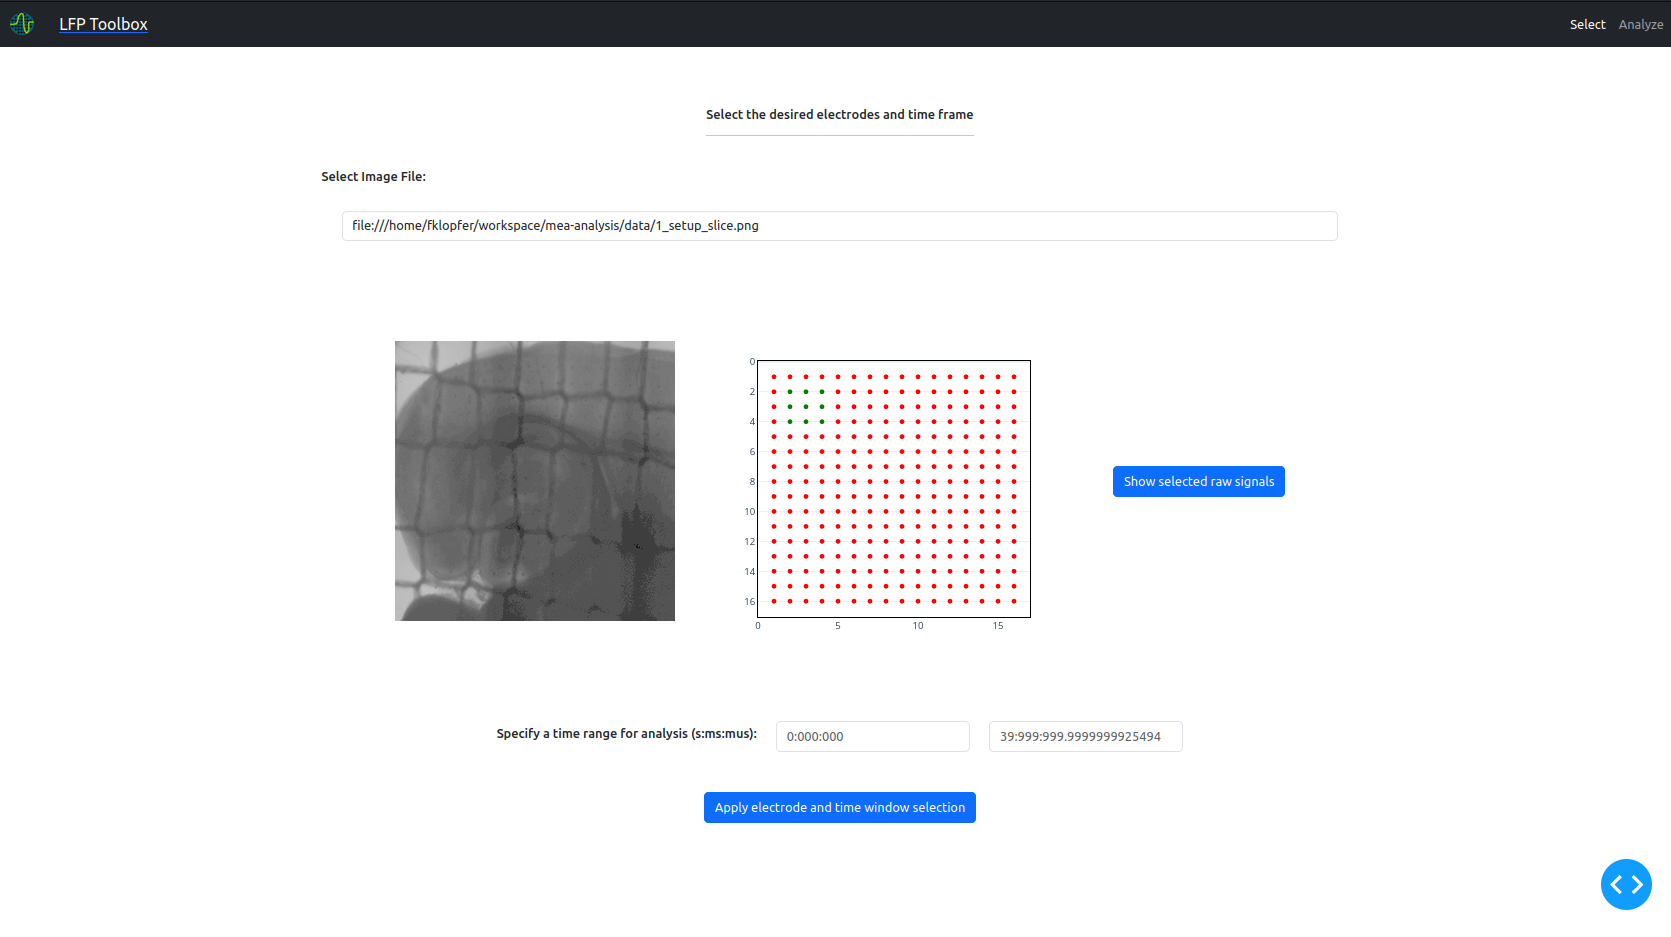 LFP Toolbox
Select Analyze
Select the desired electrodes and time frame
Select Image File:
file:///home/fklopfer/workspace/mea-analysis/data/1_setup_slice.png
0
2
4
6
8
10
12
14
16
0 5 10 15
Show selected raw signals
Specify a time range for analysis (s:ms:mus): 0:000:000 39:999:999.9999999925494
Apply electrode and time window selection